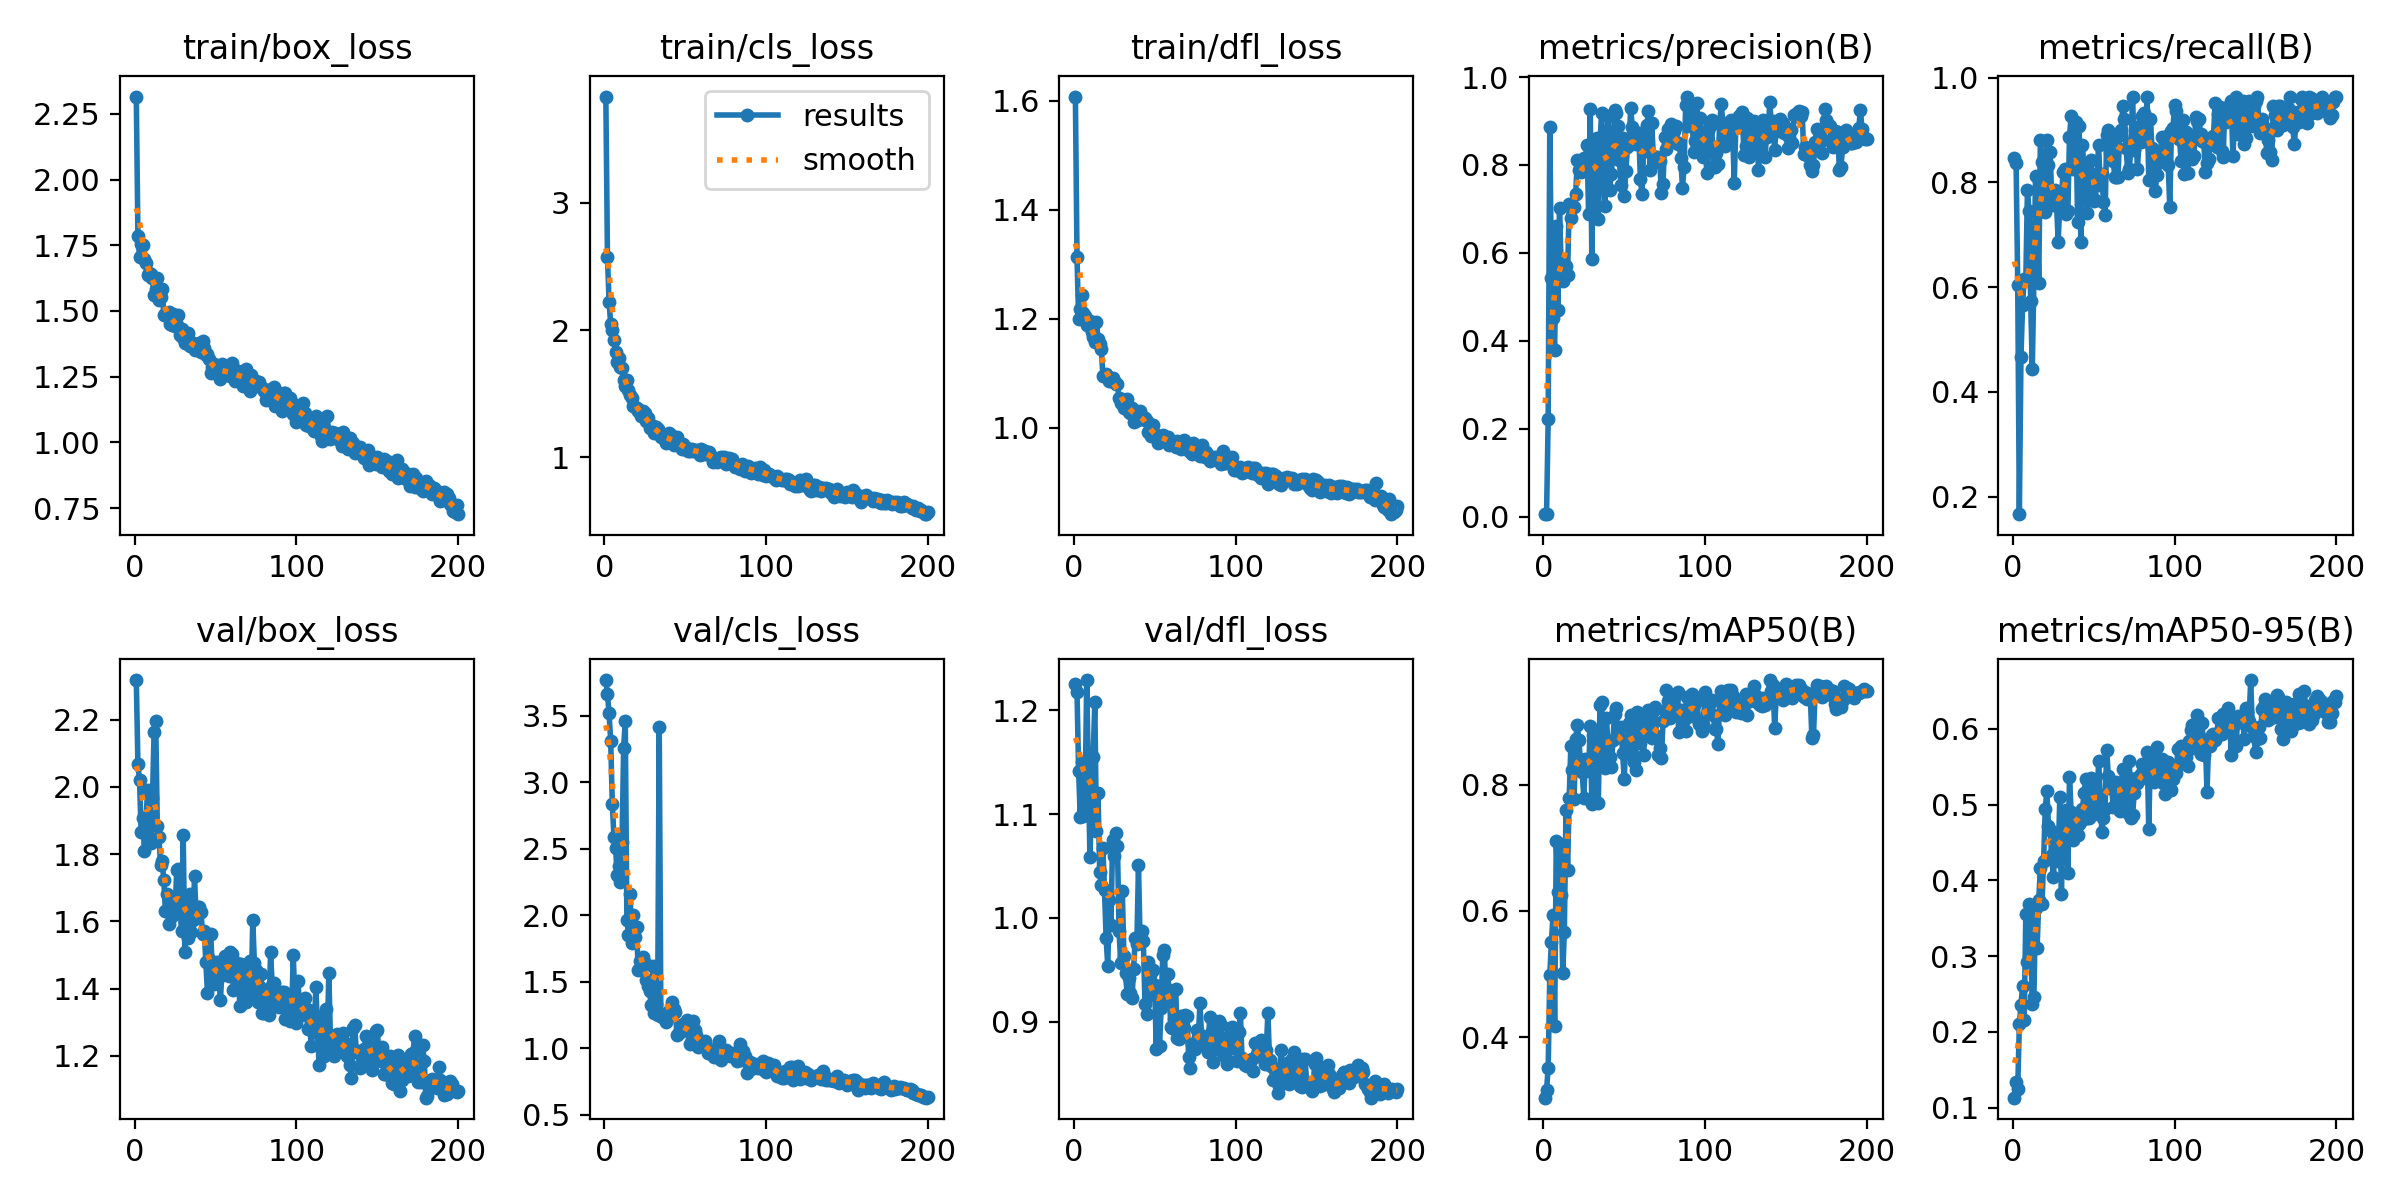 train/box_loss
2.25
2.00
1.75
1.50
1.25
1.00
0.75
0 100 200
train/cls_loss
results
smooth
3
2
1
0 100 200
train/dfl_loss
1.6
1.4
1.2
1.0
0 100 200
metrics/precision(B)
1.0
0.8
0.6
0.4
0.2
0.0
0 100 200
metrics/recall(B)
1.0
0.8
0.6
0.4
0.2
0 100 200
val/box_loss
2.2
2.0
1.8
1.6
1.4
1.2
0 100 200
val/cls_loss
3.5
3.0
2.5
2.0
1.5
1.0
0.5
0 100 200
val/dfl_loss
1.2
1.1
1.0
0.9
0 100 200
metrics/mAP50(B)
0.8
0.6
0.4
0 100 200
metrics/mAP50-95(B)
0.6
0.5
0.4
0.3
0.2
0.1
0 100 200